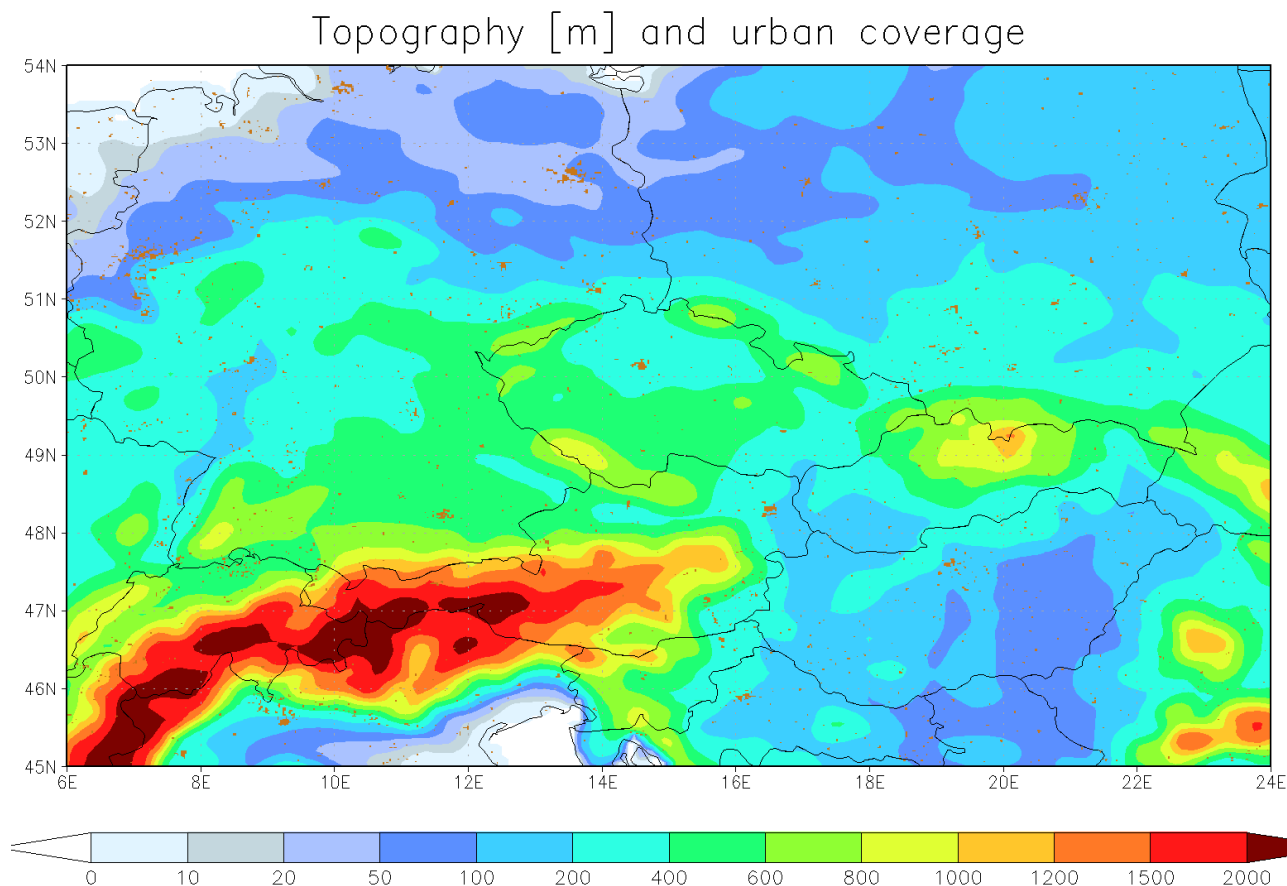 Topography [m] and urban coverage
54N
53N
52N
51N
50N
49N
48N
47N
46N
45N
6E 8E 10E 12E 14E 16E 18E 20E 22E 24E
0 10 20 50 100 200 400 600 800 1000 1200 1500 2000